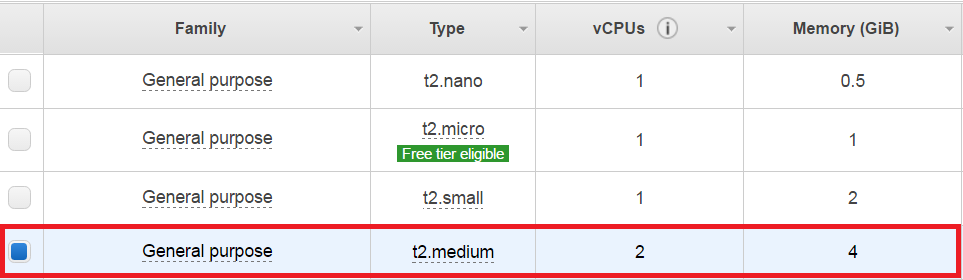 Family Type vCPUs i Memory (GiB)
General purpose t2.nano 1 0.5
General purpose t2.micro 1 1
Free tier eligible
General purpose t2.small 1 2
General purpose t2.medium 2 4